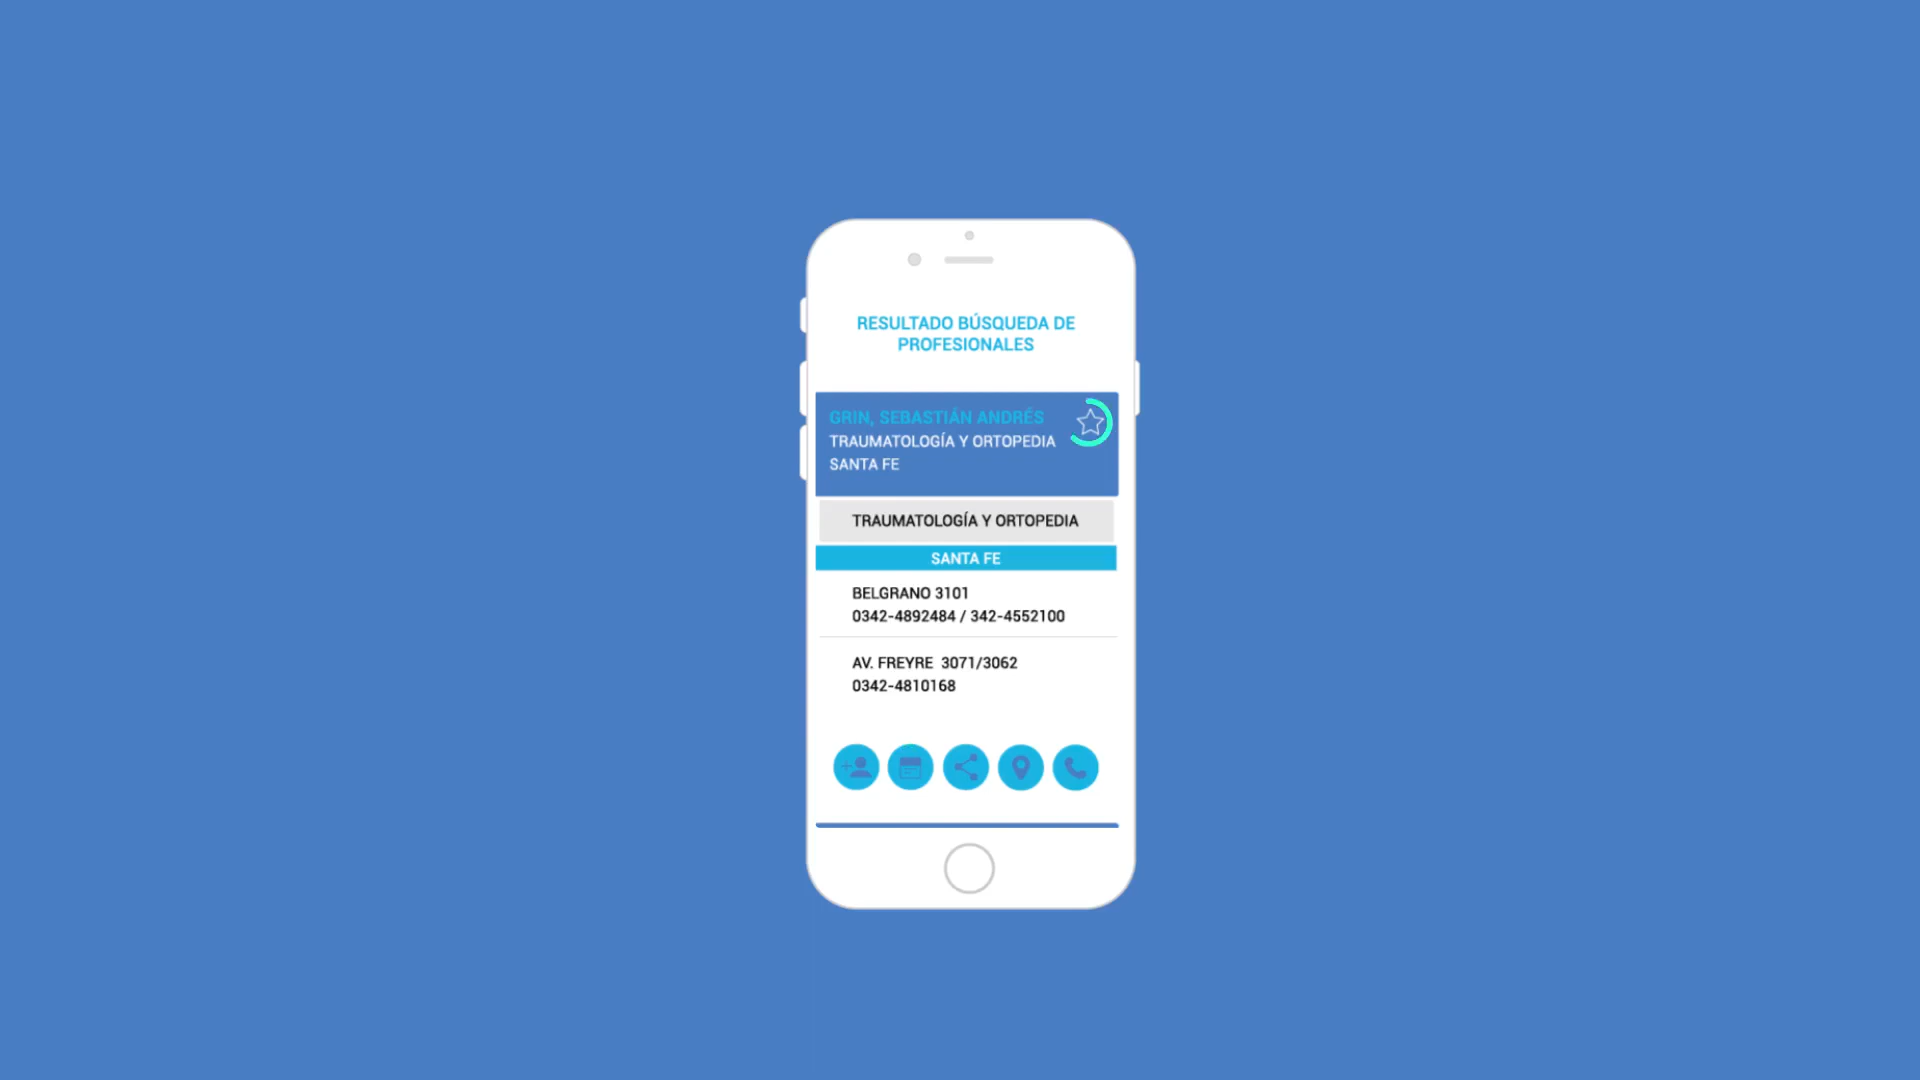 RESULTADO BÚSQUEDA DE
PROFESIONALES
GRIN, SEBASTIÁN ANDRÉS
TRAUMATOLOGÍA Y ORTOPEDIA
SANTA FE
TRAUMATOLOGÍA Y ORTOPEDIA
SANTA FE
BELGRANO 3101
0342-4892484 / 342-4552100
AV. FREYRE 3071/3062
0342-4810168